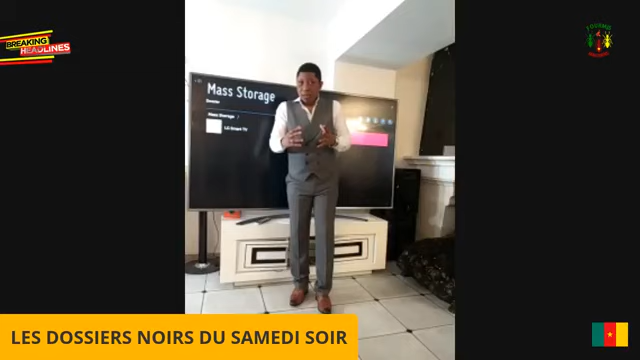 BREAKING
HEADLINES
Mass Storage
Mass Storage
LG Smart TV
LES DOSSIERS NOIRS DU SAMEDI SOIR